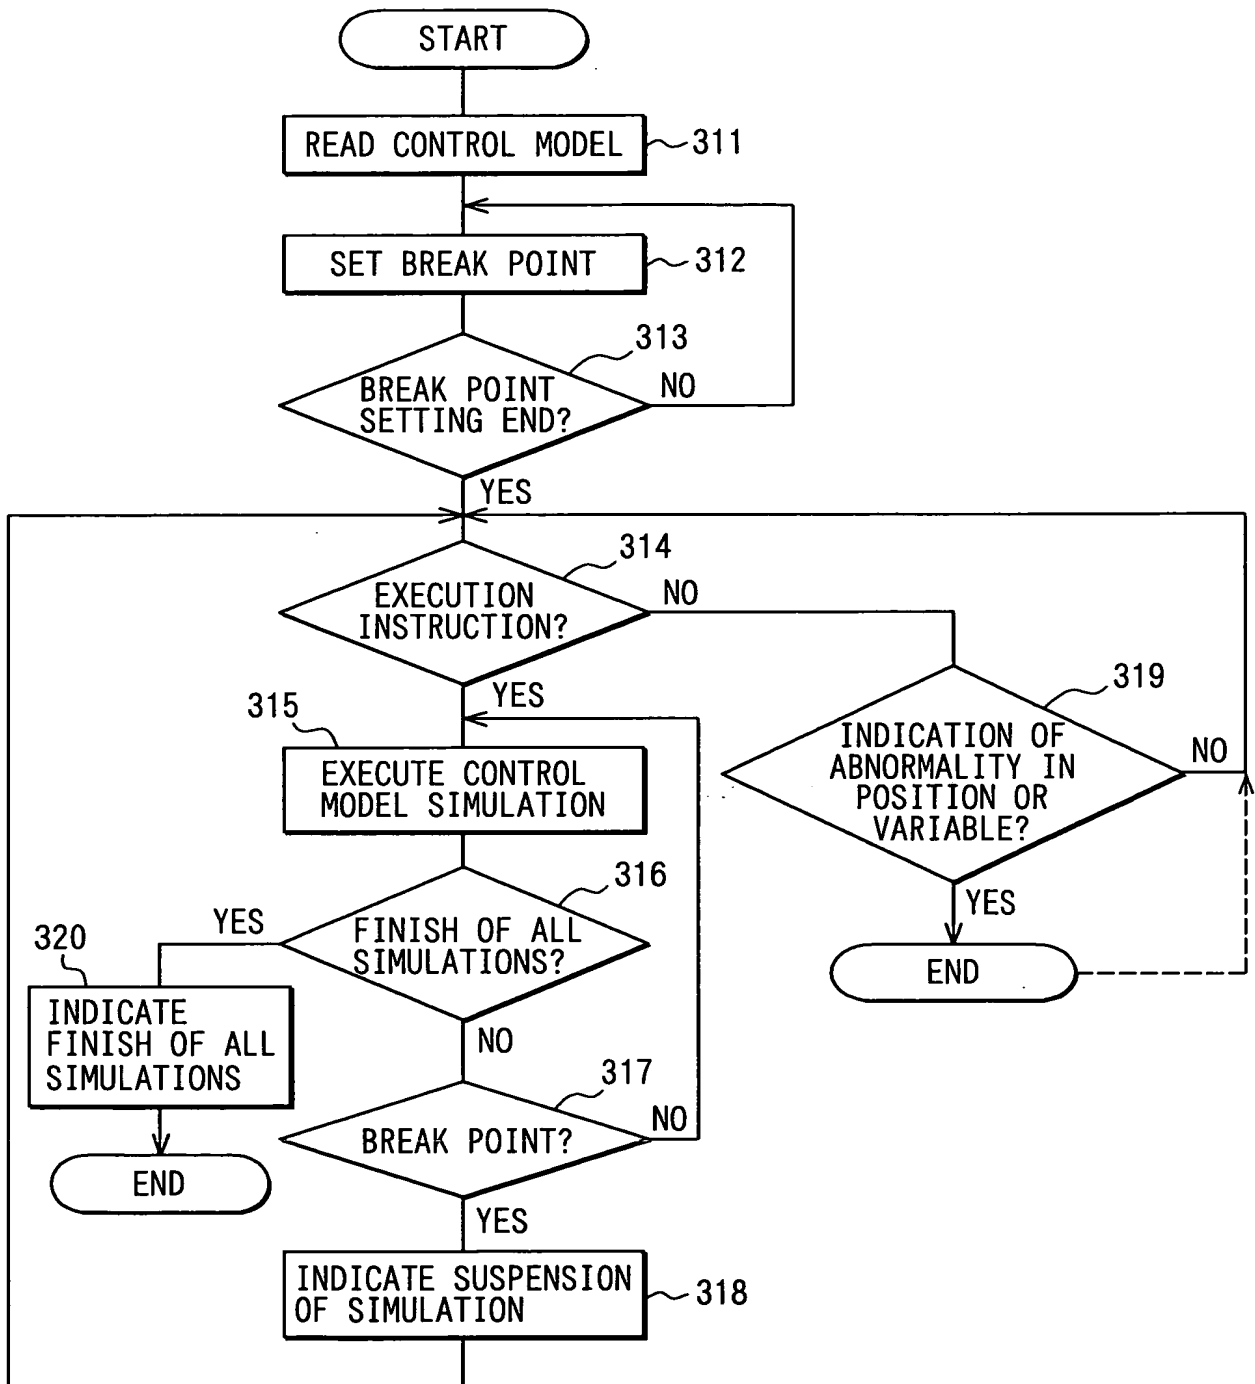 START
READ CONTROL MODEL
311
SET BREAK POINT
312
313
BREAK POINT
SETTING END?
NO
YES
314
EXECUTION
INSTRUCTION?
NO
YES
315
319
INDICATION OF
ABNORMALITY IN
POSITION OR
VARIABLE?
NO
EXECUTE CONTROL
MODEL SIMULATION
316
YES
FINISH OF ALL
SIMULATIONS?
YES
320
END
INDICATE
FINISH OF ALL
SIMULATIONS
NO
317
BREAK POINT?
NO
END
YES
INDICATE SUSPENSION
OF SIMULATION
318